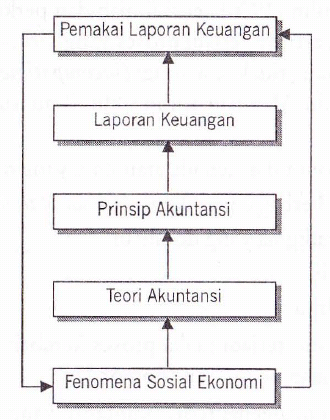 Pemakai Laporan Keuangan
Laporan Keuangan
Prinsip Akuntansi
Teori Akuntansi
Fenomena Sosial Ekonomi